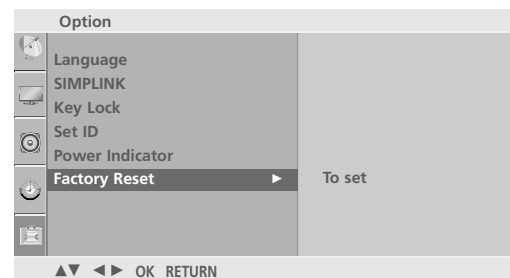 Option
Language
SIMPLINK
Key Lock
Set ID
Power Indicator
Factory Reset ► To set
▲▼ ◄► OK RETURN